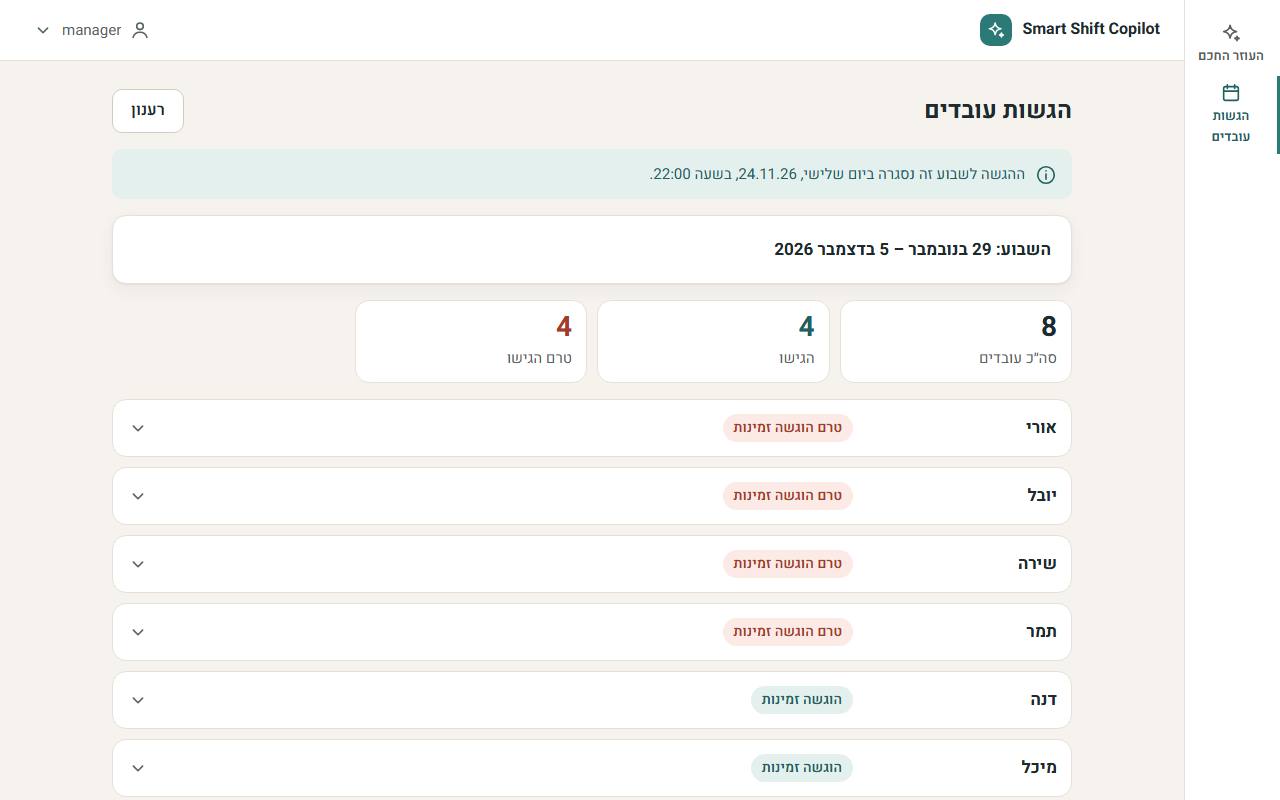 Smart Shift Copilot
manager
העוזר החכם
הגשות
עובדים
הגשות עובדים
רענון
ההגשה לשבוע זה נסגרה ביום שלישי, 24.11.26, בשעה 22:00.
השבוע: 29 בנובמבר – 5 בדצמבר 2026
8
סה"כ עובדים
4
הגישו
4
טרם הגישו
אורי
טרם הוגשה זמינות
יובל
טרם הוגשה זמינות
שירה
טרם הוגשה זמינות
תמר
טרם הוגשה זמינות
דנה
הוגשה זמינות
מיכל
הוגשה זמינות